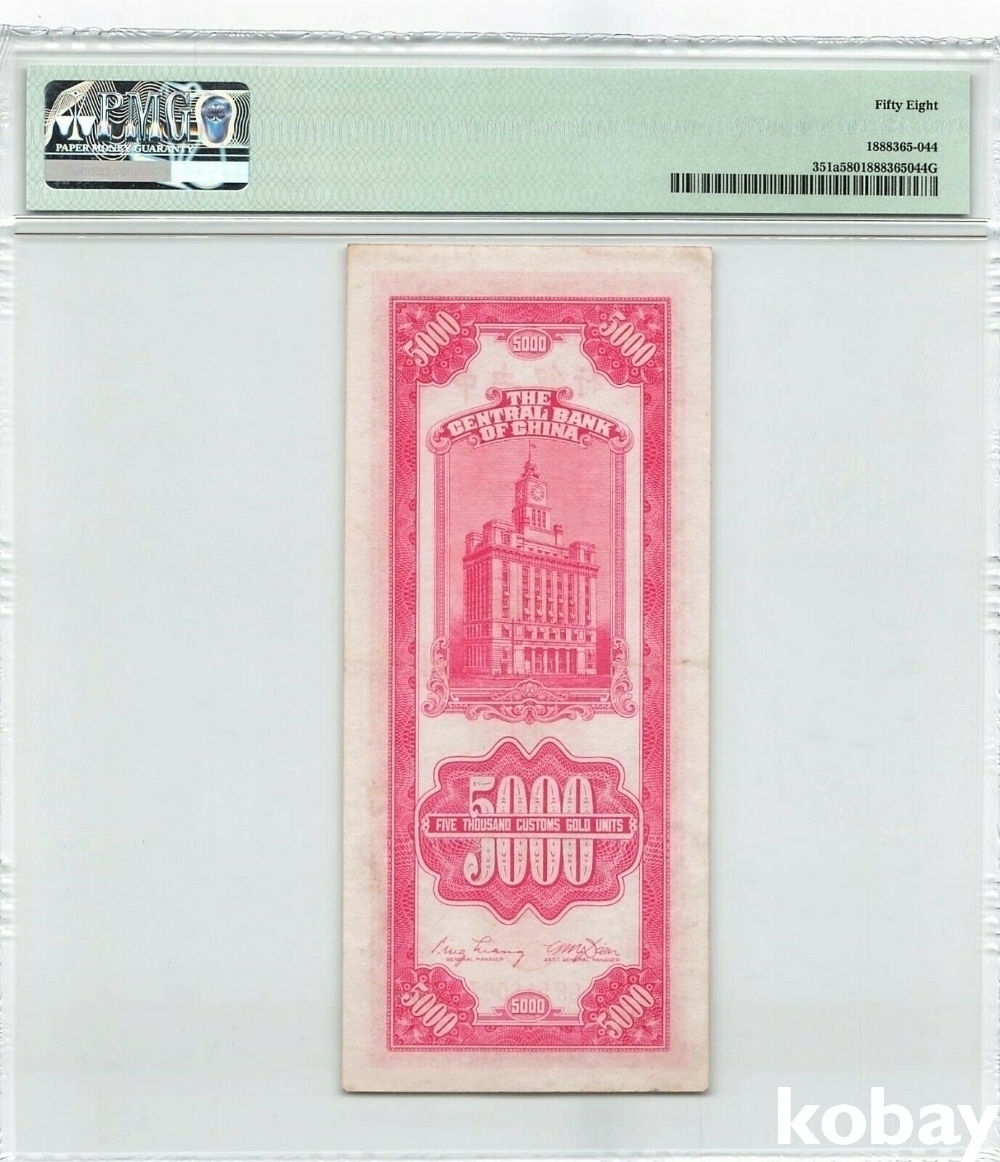 PMG
PAPER MONEY GUARANTY
Fifty Eight
1888365-044
351a5801888365044G
5000 5000 5000
THE
CENTRAL BANK
OF CHINA
5000
FIVE THOUSAND CUSTOMS GOLD UNITS
5000
GENERAL MANAGER ASST. GENERAL MANAGER
5000 5000 5000
kobay